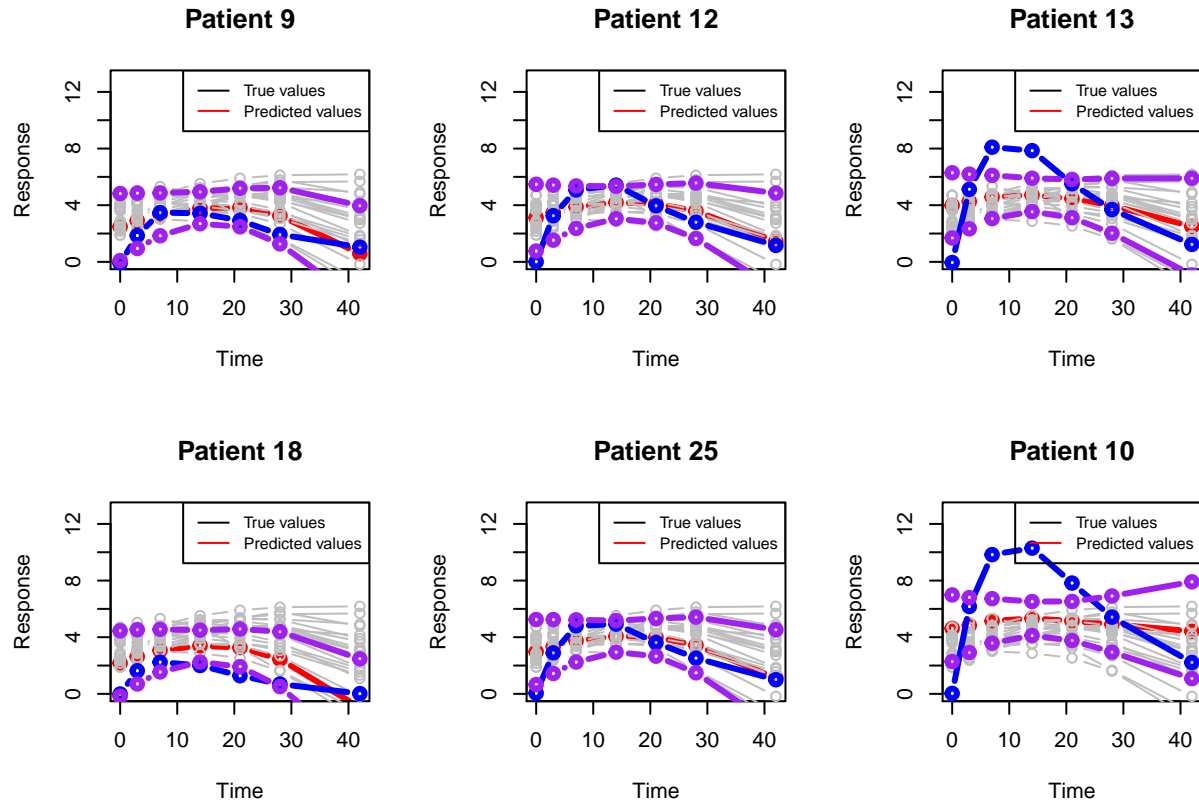 Patient 9
Response
12
8
4
0
True values
Predicted values
0 10 20 30 40
Time
Patient 12
Response
12
8
4
0
True values
Predicted values
0 10 20 30 40
Time
Patient 13
Response
12
8
4
0
True values
Predicted values
0 10 20 30 40
Time
Patient 18
Response
12
8
4
0
True values
Predicted values
0 10 20 30 40
Time
Patient 25
Response
12
8
4
0
True values
Predicted values
0 10 20 30 40
Time
Patient 10
Response
12
8
4
0
True values
Predicted values
0 10 20 30 40
Time